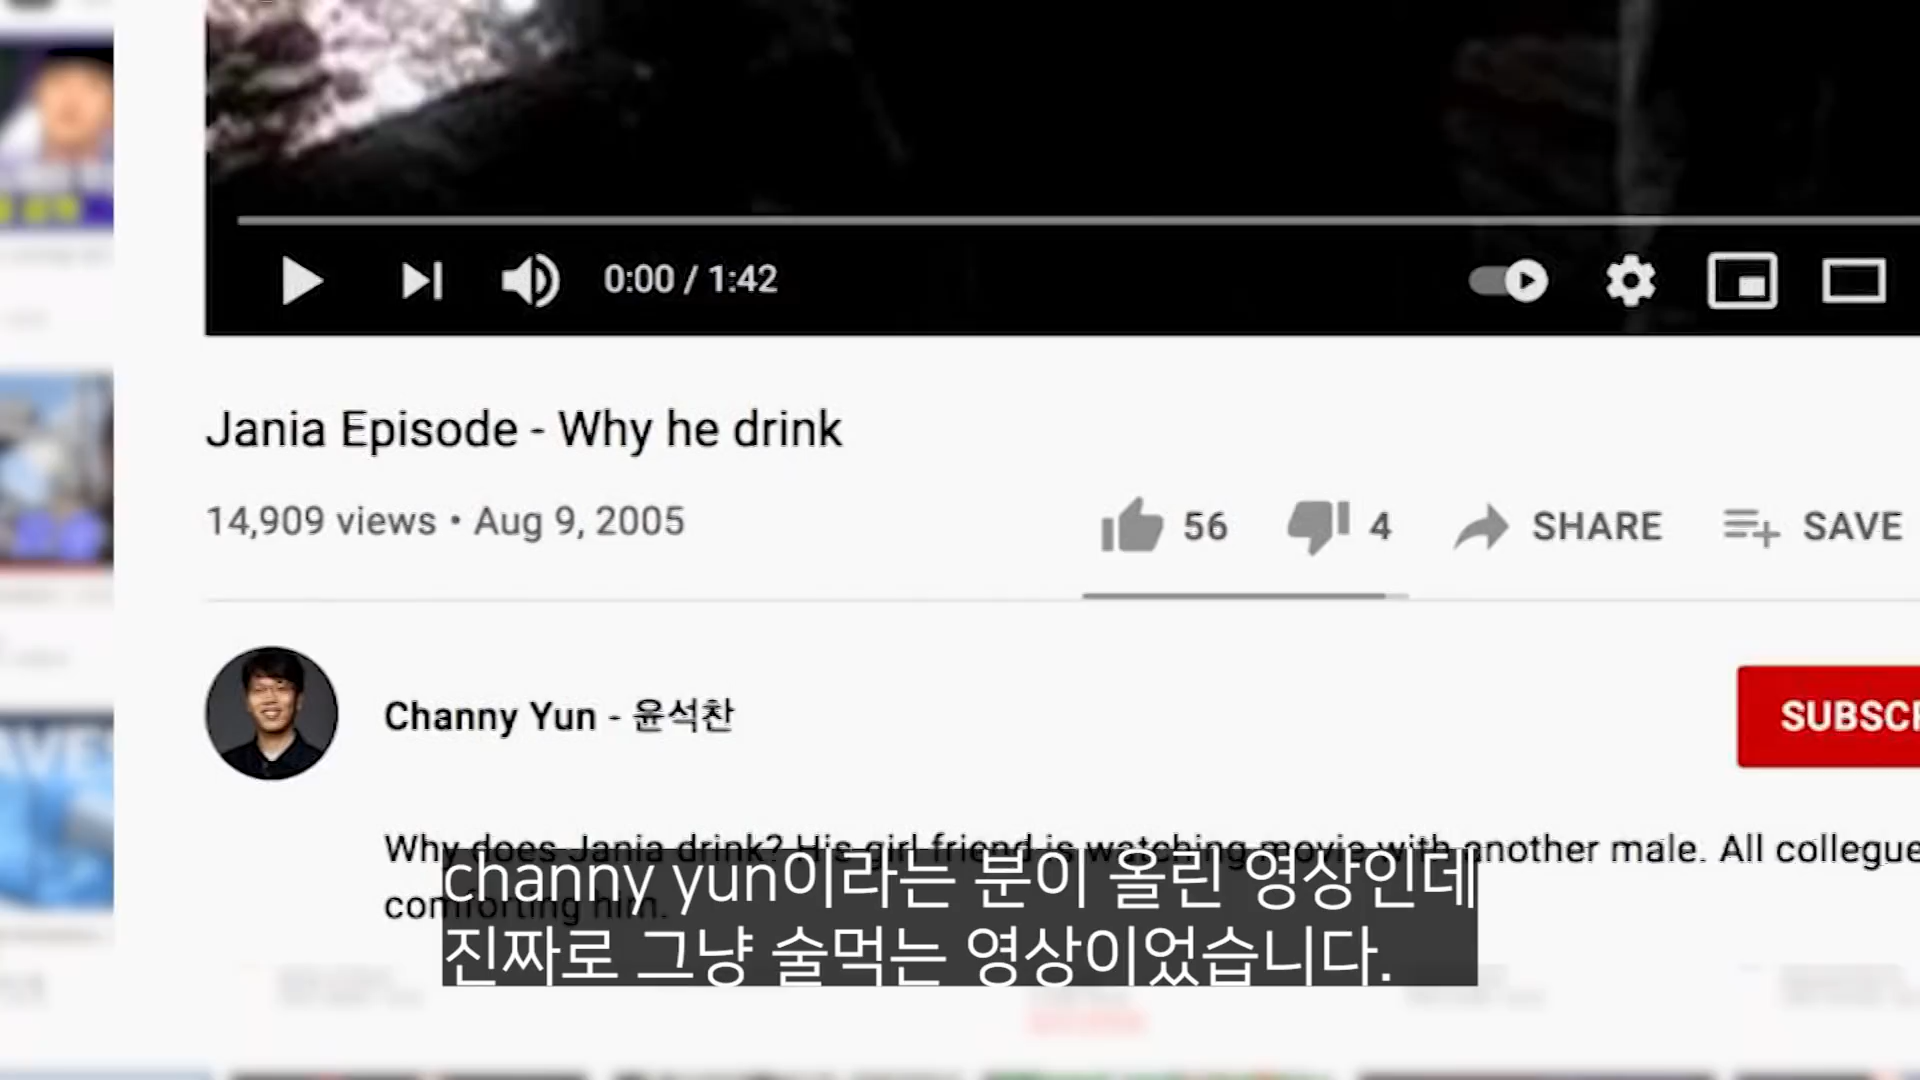 0:00 / 1:42
Jania Episode - Why he drink
14,909 views • Aug 9, 2005
56 4 SHARE SAVE
Channy Yun - 윤석찬
SUBSC
Why does Jania drink? His girl friend is watching movie with another male. All collegue
comforting him.
channy yun이라는 분이 올린 영상인데
진짜로 그냥 술먹는 영상이었습니다.